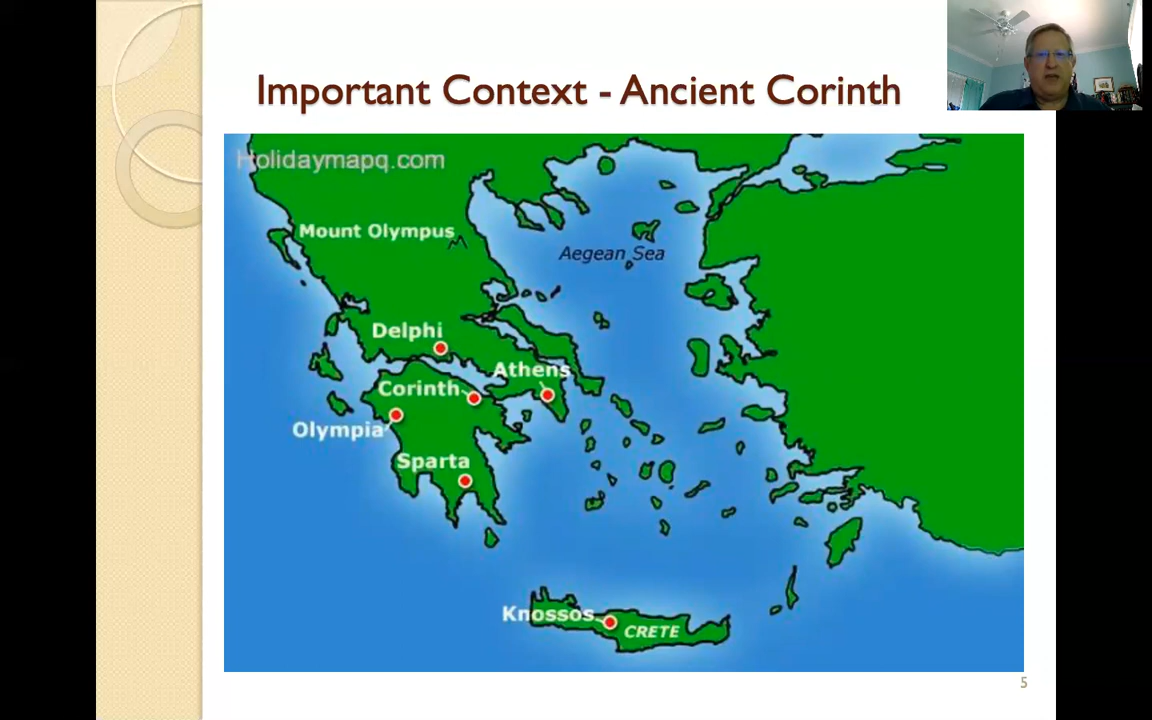 Important Context - Ancient Corinth
Holidaymapq.com
Mount Olympus
Aegean Sea
Delphi
Athens
Corinth
Olympia
Sparta
Knossos
CRETE
5